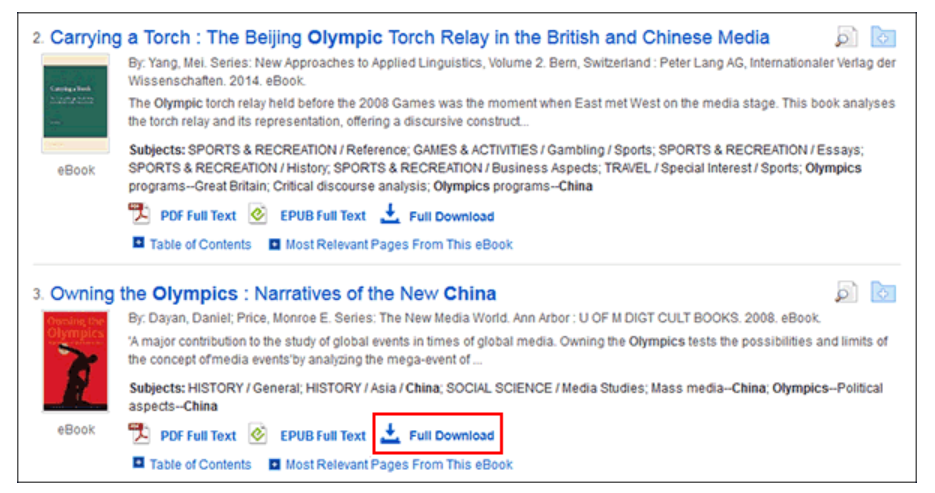 2. Carrying a Torch : The Beijing Olympic Torch Relay in the British and Chinese Media
By: Yang, Mei. Series: New Approaches to Applied Linguistics, Volume 2. Bern, Switzerland : Peter Lang AG, Internationaler Verlag der
Wissenschaften. 2014. eBook.
The Olympic torch relay held before the 2008 Games was the moment when East met West on the media stage. This book analyses
the torch relay and its representation, offering a discursive construct...
Subjects: SPORTS & RECREATION / Reference; GAMES & ACTIVITIES / Gambling / Sports; SPORTS & RECREATION / Essays;
SPORTS & RECREATION / History; SPORTS & RECREATION / Business Aspects; TRAVEL / Special Interest / Sports; Olympics
programs--Great Britain; Critical discourse analysis; Olympics programs--China
Carrying a Torch
eBook
PDF Full Text EPUB Full Text Full Download
Table of Contents Most Relevant Pages From This eBook
3. Owning the Olympics : Narratives of the New China
By: Dayan, Daniel; Price, Monroe E. Series: The New Media World. Ann Arbor : U OF M DIGT CULT BOOKS. 2008. eBook.
'A major contribution to the study of global events in times of global media. Owning the Olympics tests the possibilities and limits of
the concept of media events'by analyzing the mega-event of ...
Subjects: HISTORY / General; HISTORY / Asia / China; SOCIAL SCIENCE / Media Studies; Mass media--China; Olympics--Political
aspects--China
Owning the
Olympics
eBook
PDF Full Text EPUB Full Text Full Download
Table of Contents Most Relevant Pages From This eBook